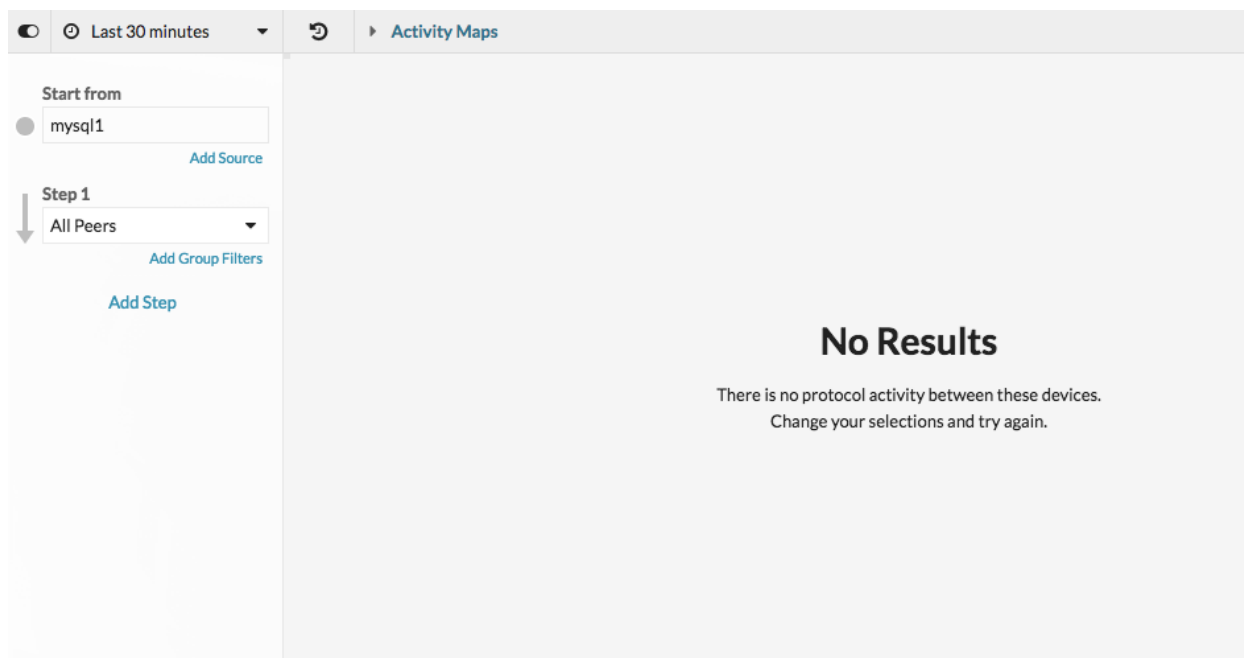 Last 30 minutes
Activity Maps
Start from
mysql1
Add Source
Step 1
All Peers
Add Group Filters
Add Step
No Results
There is no protocol activity between these devices.
Change your selections and try again.